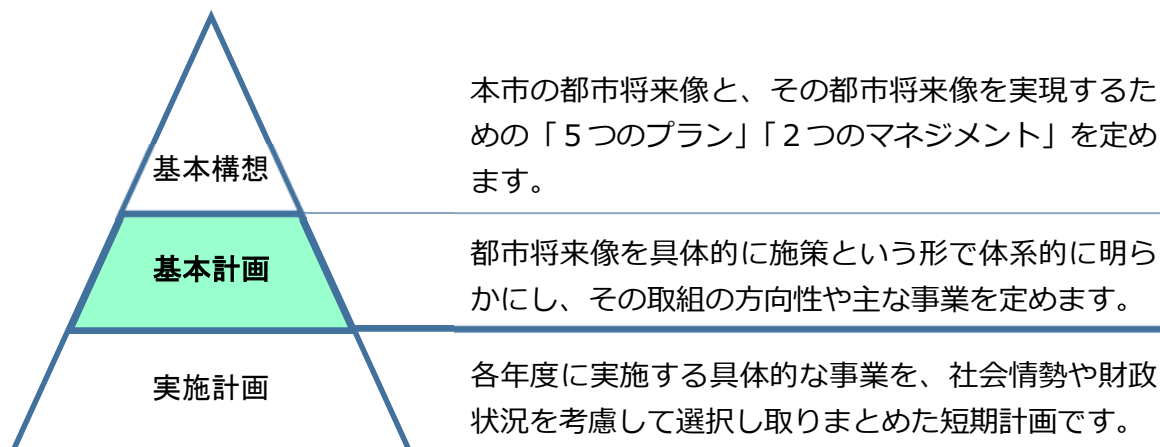 本市の都市将来像と、その都市将来像を実現するた
めの「５つのプラン」「２つのマネジメント」を定め
ます。
基本構想
都市将来像を具体的に施策という形で体系的に明ら
かにし、その取組の方向性や主な事業を定めます。
基本計画
各年度に実施する具体的な事業を、社会情勢や財政
状況を考慮して選択し取りまとめた短期計画です。
実施計画